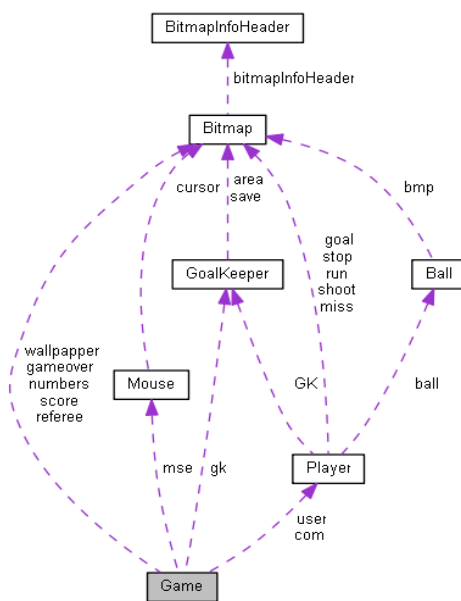 BitmapInfoHeader
bitmapInfoHeader
Bitmap
cursor
area
save
bmp
goal
stop
run
shoot
miss
GoalKeeper
Ball
wallpapper
gameover
numbers
score
referee
Mouse
GK
ball
mse
gk
Player
user
com
Game